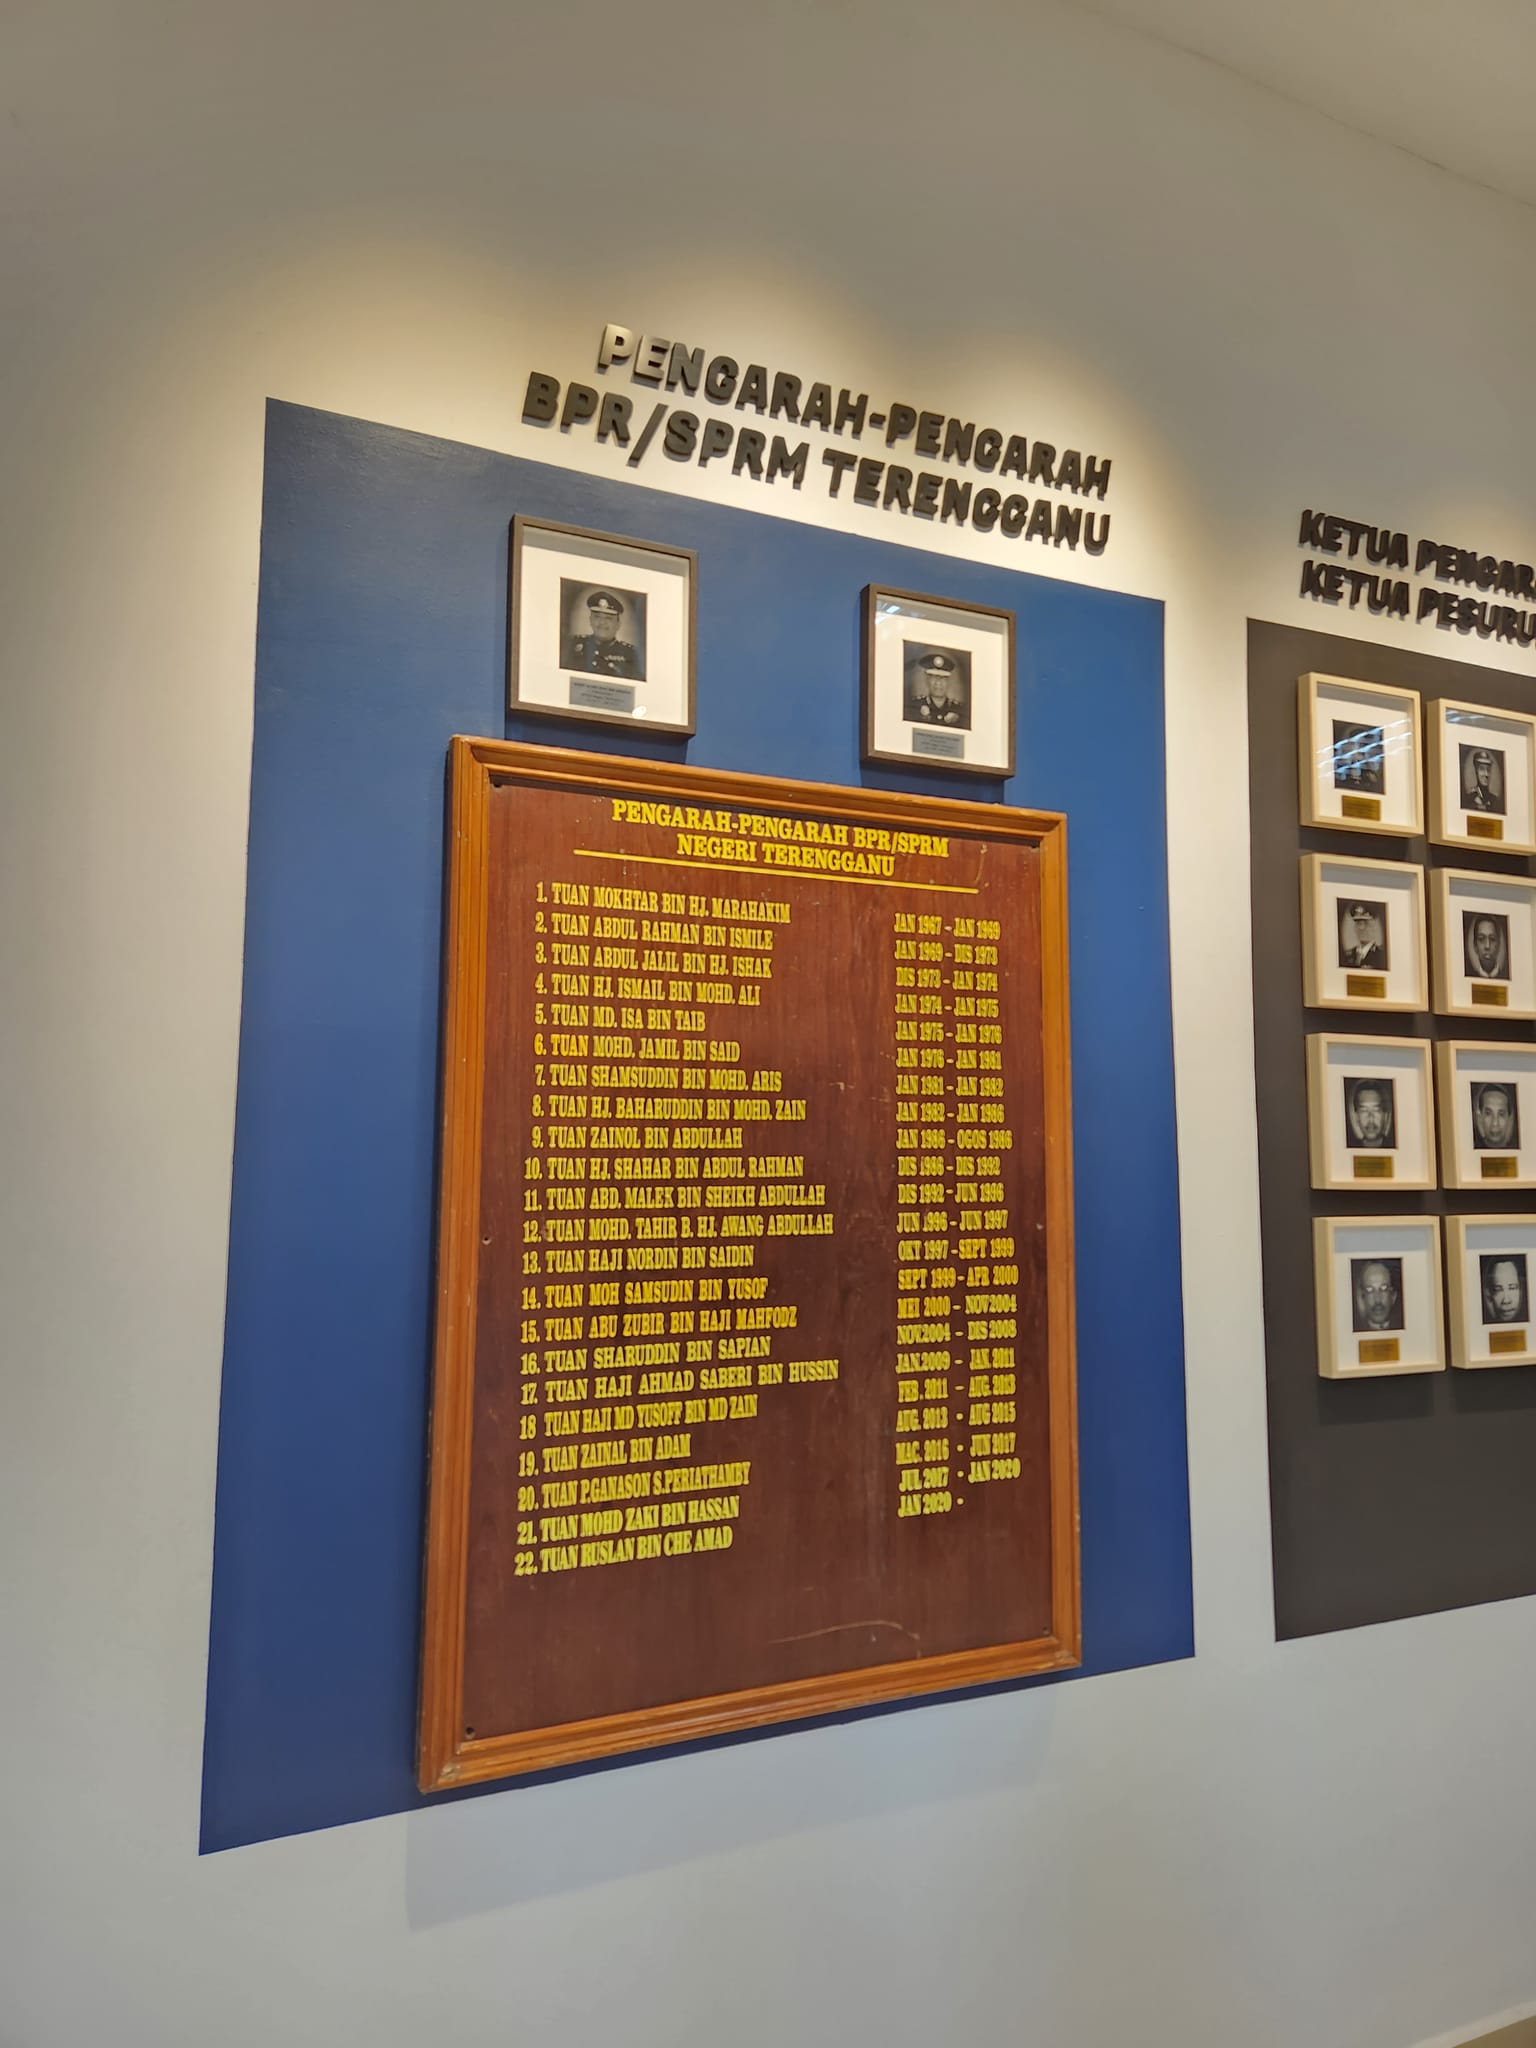 PENGARAH-PENGARAH
BPR/SPRM TERENGGANU
KETUA PENGAR
KETUA PESURU
PENGARAH-PENGARAH BPR/SPRM
NEGERI TERENGGANU
1. TUAN MOKHTAR BIN HJ. MARAHAKIM JAN 1967 - JAN 1969
2. TUAN ABDUL RAHMAN BIN ISMILE JAN 1969 - DIS 1973
3. TUAN ABDUL JALIL BIN HJ. ISHAK DIS 1973 - JAN 1974
4. TUAN HJ. ISMAIL BIN MOHD. ALI JAN 1974 - JAN 1975
5. TUAN MD. ISA BIN TAIB JAN 1975 - JAN 1976
6. TUAN MOHD. JAMIL BIN SAID JAN 1976 - JAN 1981
7. TUAN SHAMSUDDIN BIN MOHD. ARIS JAN 1981 - JAN 1982
8. TUAN HJ. BAHARUDDIN BIN MOHD. ZAIN JAN 1982 - JAN 1986
9. TUAN ZAINOL BIN ABDULLAH JAN 1986 - OGOS 1986
10. TUAN HJ. SHAHAR BIN ABDUL RAHMAN DIS 1986 - DIS 1992
11. TUAN ABD. MALEK BIN SHEIKH ABDULLAH DIS 1992 - JUN 1996
12. TUAN MOHD. TAHIR B. HJ. AWANG ABDULLAH JUN 1996 - JUN 1997
13. TUAN HAJI NORDIN BIN SAIDIN OKT 1997 - SEPT 1999
14. TUAN MOH SAMSUDIN BIN YUSOF SEPT 1999 - APR 2000
15. TUAN ABU ZUBIR BIN HAJI MAHFODZ MEI 2000 - NOV 2004
16. TUAN SHARUDDIN BIN SAPIAN NOV.2004 - DIS 2008
17. TUAN HAJI AHMAD SABERI BIN HUSSIN JAN.2009 - JAN. 2011
18 TUAN HAJI MD YUSOFF BIN MD ZAIN FEB. 2011 - AUG. 2013
19. TUAN ZAINAL BIN ADAM AUG. 2013 - AUG 2015
20. TUAN P.GANASON S.PERIATHAMBY MAC. 2016 - JUN 2017
21. TUAN MOHD ZAKI BIN HASSAN JUL 2017 - JAN 2020
22. TUAN RUSLAN BIN CHE AMAD JAN 2020 -